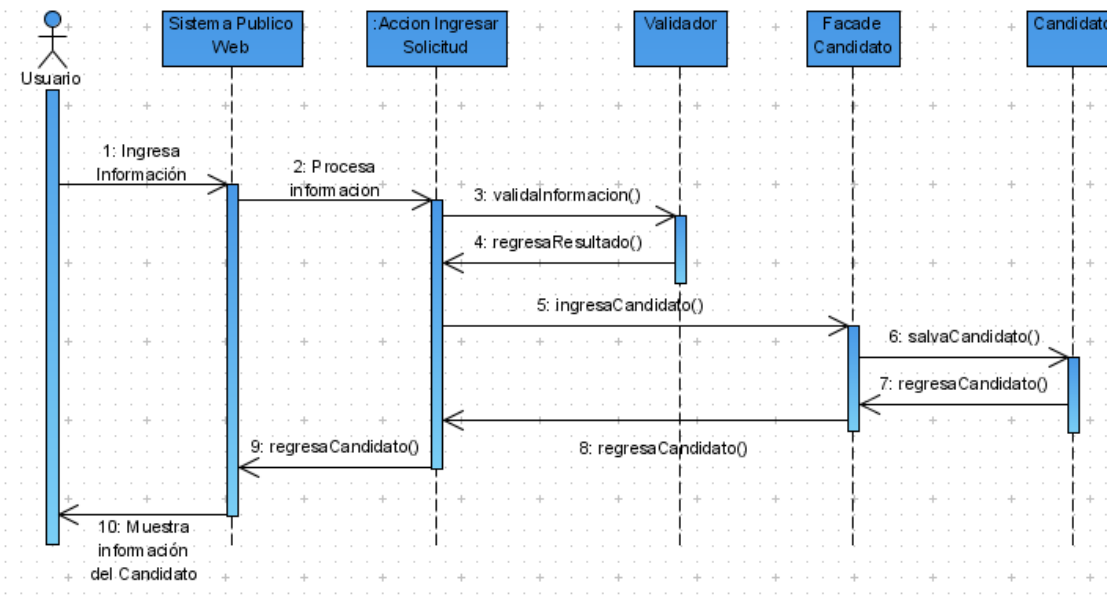 Usuario
Sistema Publico
Web
:Accion Ingresar
Solicitud
Validador
Facade
Candidato
Candidato
1: Ingresa
Información
2: Procesa
informacion
3: validaInformacion()
4: regresaResultado()
5: ingresaCandidato()
6: salvaCandidato()
7: regresaCandidato()
8: regresaCandidato()
9: regresaCandidato()
10: Muestra
información
del Candidato